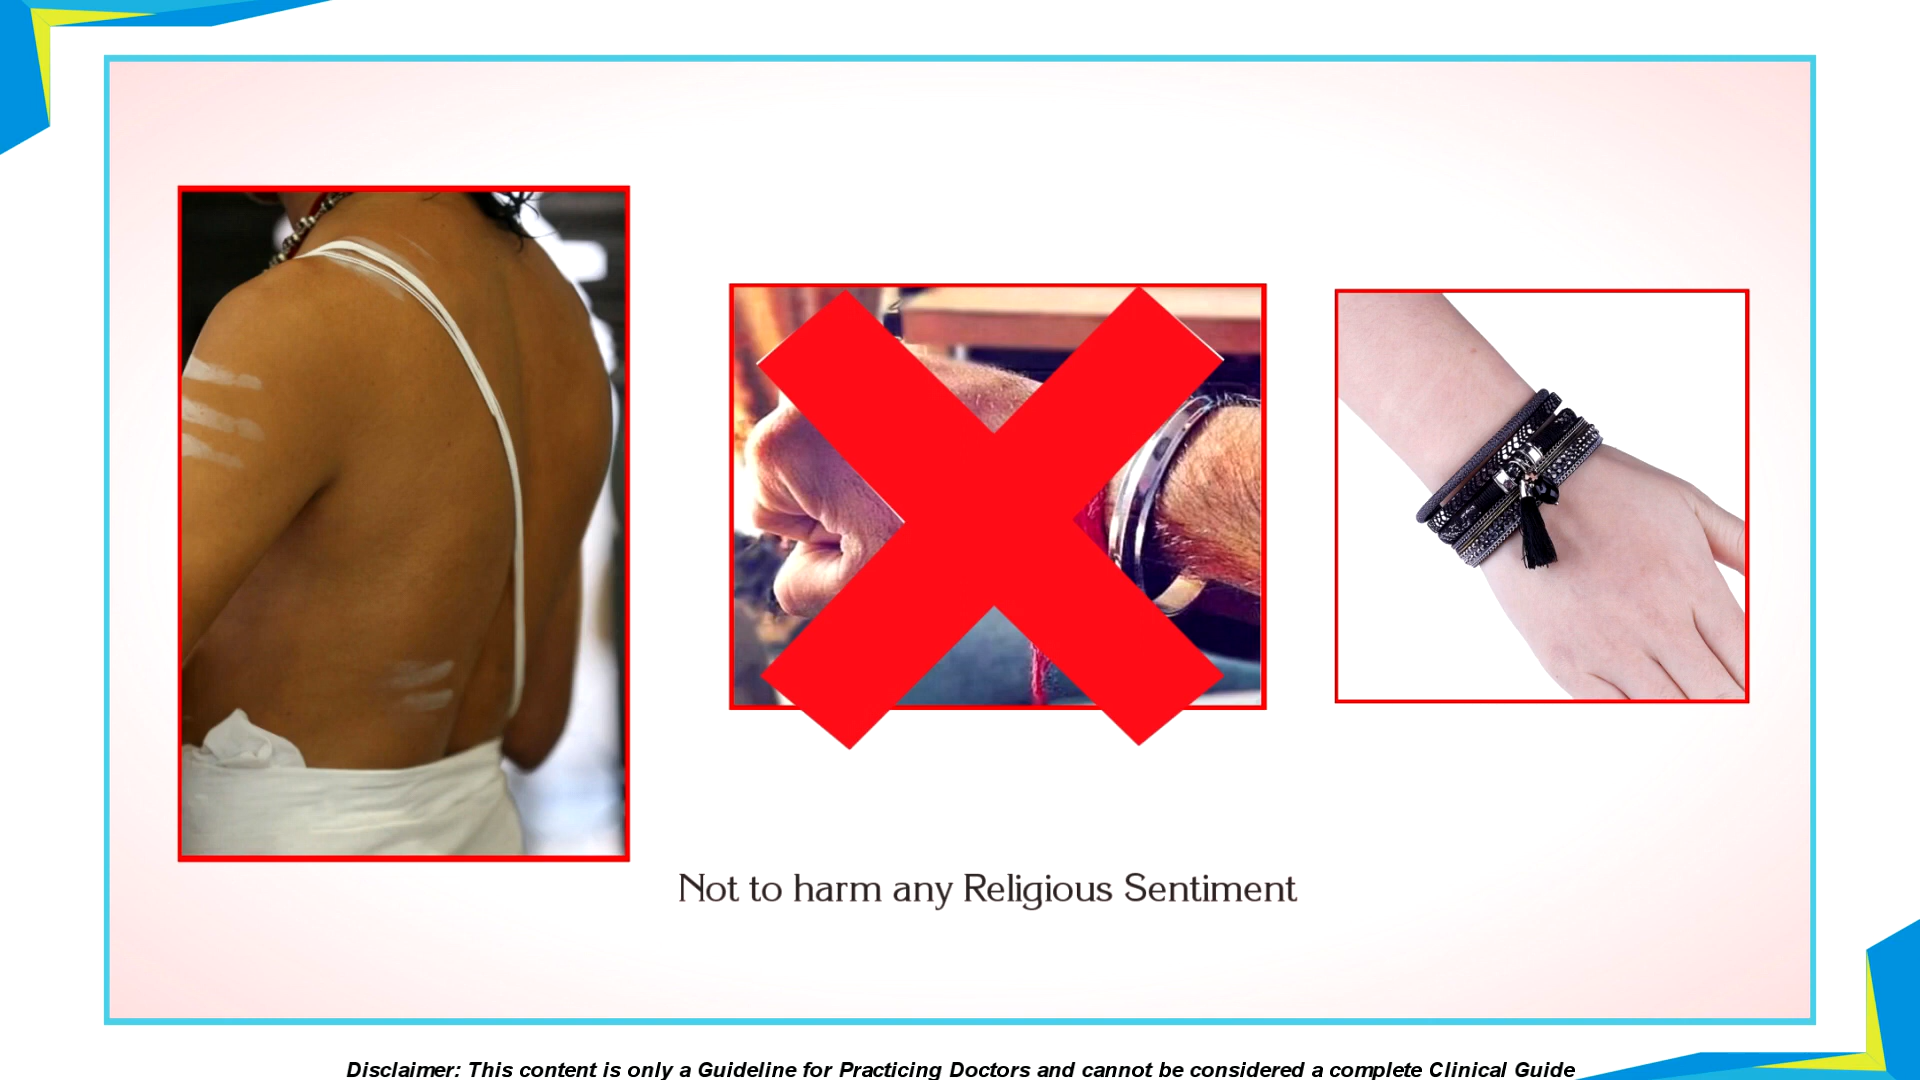 Not to harm any Religious Sentiment
Disclaimer: This content is only a Guideline for Practicing Doctors and cannot be considered a complete Clinical Guide